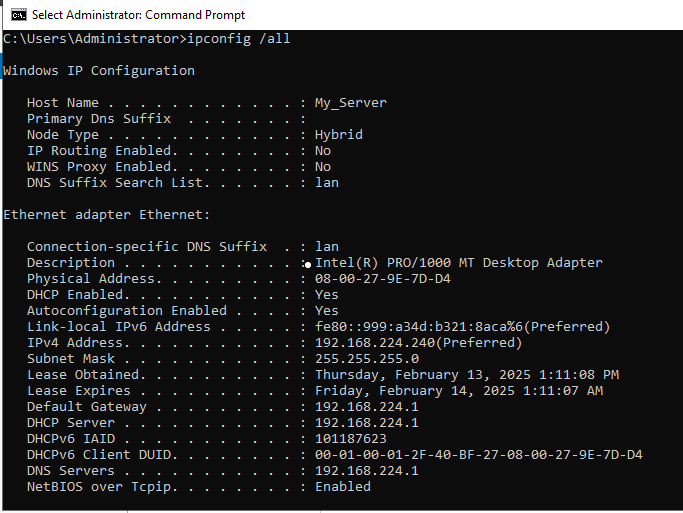 Select Administrator: Command Prompt
C:\Users\Administrator>ipconfig /all
Windows IP Configuration
Host Name . . . . . . . . . . . . : My_Server
Primary Dns Suffix  . . . . . . . :
Node Type . . . . . . . . . . . . : Hybrid
IP Routing Enabled. . . . . . . . : No
WINS Proxy Enabled. . . . . . . . : No
DNS Suffix Search List. . . . . . : lan
Ethernet adapter Ethernet:
Connection-specific DNS Suffix  . : lan
Description . . . . . . . . . . . : Intel(R) PRO/1000 MT Desktop Adapter
Physical Address. . . . . . . . . : 08-00-27-9E-7D-D4
DHCP Enabled. . . . . . . . . . . : Yes
Autoconfiguration Enabled . . . . : Yes
Link-local IPv6 Address . . . . . : fe80::999:a34d:b321:8aca%6(Preferred)
IPv4 Address. . . . . . . . . . . : 192.168.224.240(Preferred)
Subnet Mask . . . . . . . . . . . : 255.255.255.0
Lease Obtained. . . . . . . . . . : Thursday, February 13, 2025 1:11:08 PM
Lease Expires . . . . . . . . . . : Friday, February 14, 2025 1:11:07 AM
Default Gateway . . . . . . . . . : 192.168.224.1
DHCP Server . . . . . . . . . . . : 192.168.224.1
DHCPv6 IAID . . . . . . . . . . . : 101187623
DHCPv6 Client DUID. . . . . . . . : 00-01-00-01-2F-40-BF-27-08-00-27-9E-7D-D4
DNS Servers . . . . . . . . . . . : 192.168.224.1
NetBIOS over Tcpip. . . . . . . . : Enabled